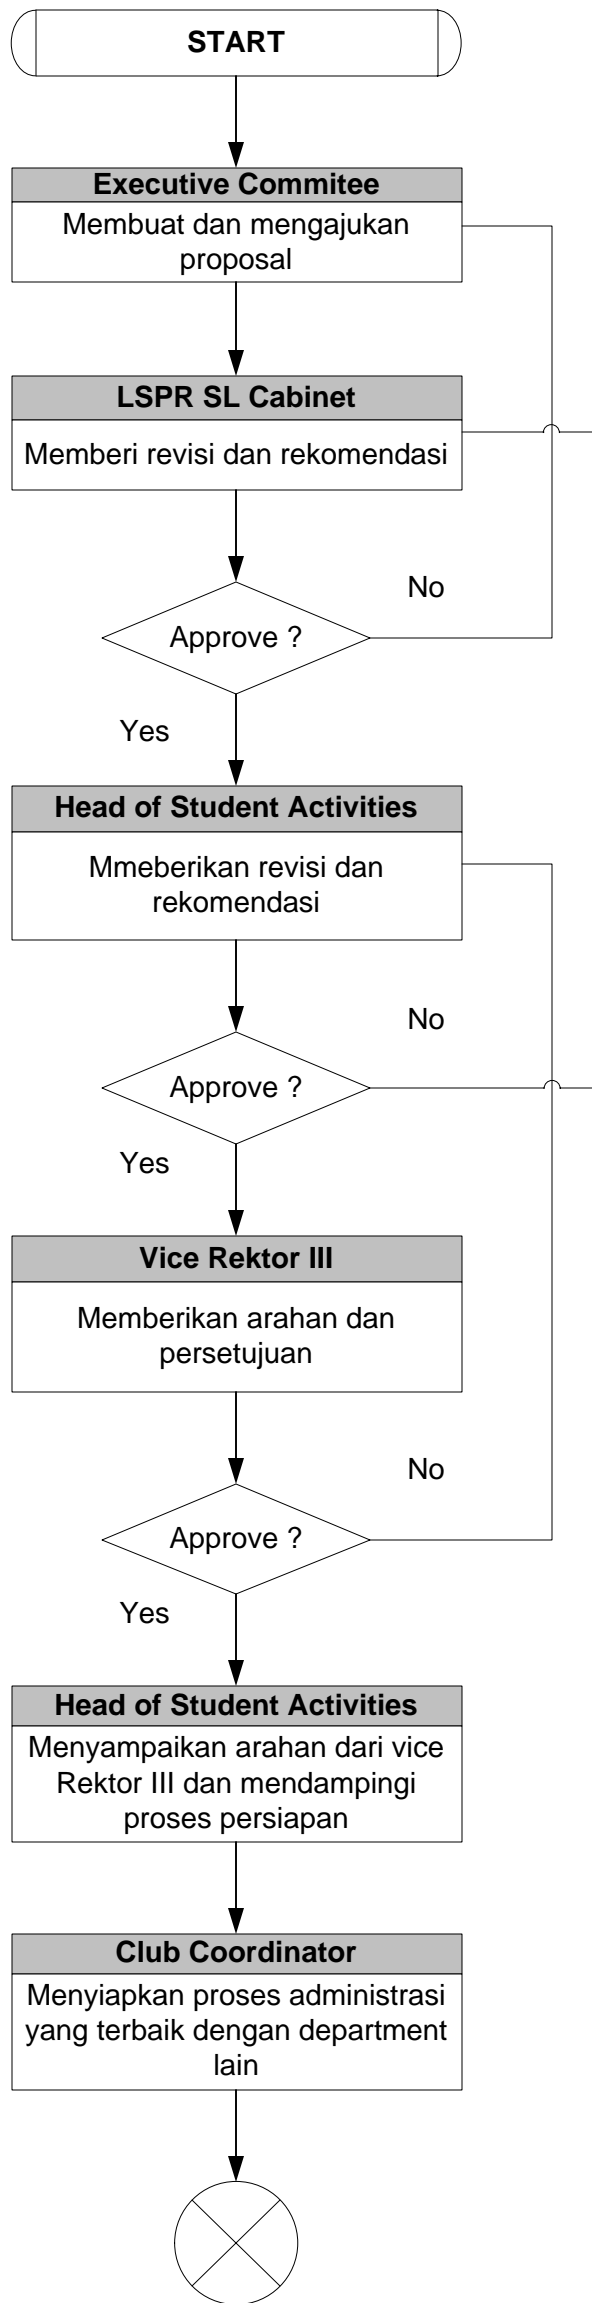 START
Executive Commitee
Membuat dan mengajukan
proposal
LSPR SL Cabinet
Memberi revisi dan rekomendasi
No
Approve ?
Yes
Head of Student Activities
Mmeberikan revisi dan
rekomendasi
No
Approve ?
Yes
Vice Rektor III
Memberikan arahan dan
persetujuan
No
Approve ?
Yes
Head of Student Activities
Menyampaikan arahan dari vice
Rektor III dan mendampingi
proses persiapan
Club Coordinator
Menyiapkan proses administrasi
yang terbaik dengan department
lain